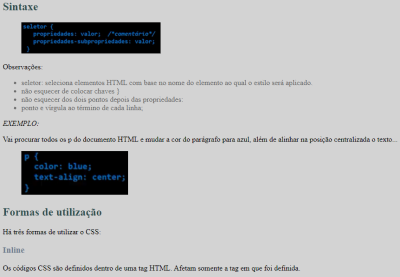 Sintaxe
seletor {
propriedades: valor; /*comentário*/
propriedades-subpropriedades: valor;
}
Observações:
seletor: seleciona elementos HTML com base no nome do elemento ao qual o estilo será aplicado.
não esquecer de colocar chaves }
não esquecer dos dois pontos depois das propriedades:
ponto e vírgula ao término de cada linha;
EXEMPLO:
Vai procurar todos os p do documento HTML e mudar a cor do parágrafo para azul, além de alinhar na posição centralizada o texto...
p {
color: blue;
text-align: center;
}
Formas de utilização
Há três formas de utilizar o CSS:
Inline
Os códigos CSS são definidos dentro de uma tag HTML. Afetam somente a tag em que foi definida.